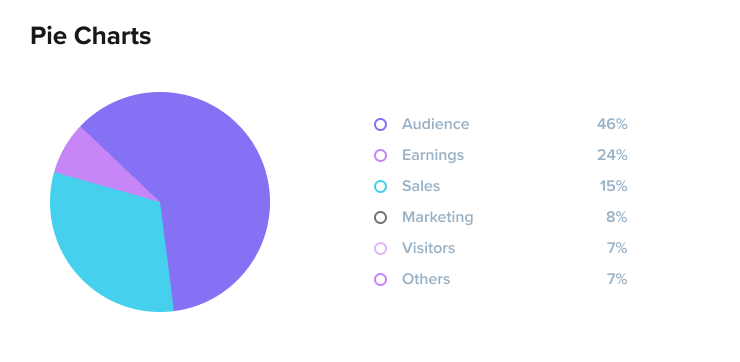 Pie Charts
Audience 46%
Earnings 24%
Sales 15%
Marketing 8%
Visitors 7%
Others 7%